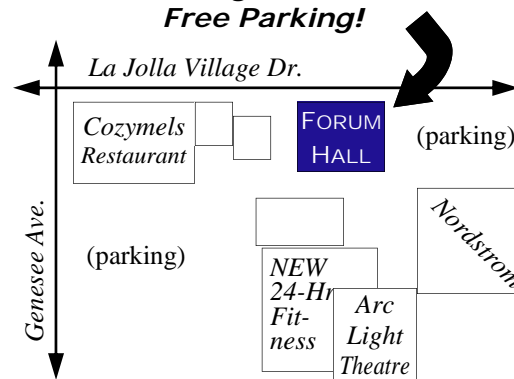 Free Parking!
La Jolla Village Dr.
Cozymels
Restaurant
FORUM
HALL
(parking)
Genesee Ave.
(parking)
Nordstrom
NEW
24-Hr
Fit-
ness
Arc
Light
Theatre